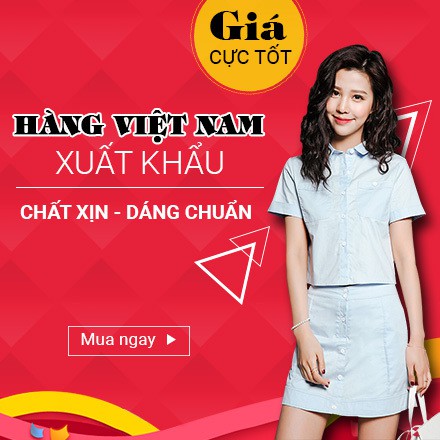 Giá
CỰC TỐT
HÀNG VIỆT NAM
XUẤT KHẨU
CHẤT XỊN - DÁNG CHUẨN
Mua ngay